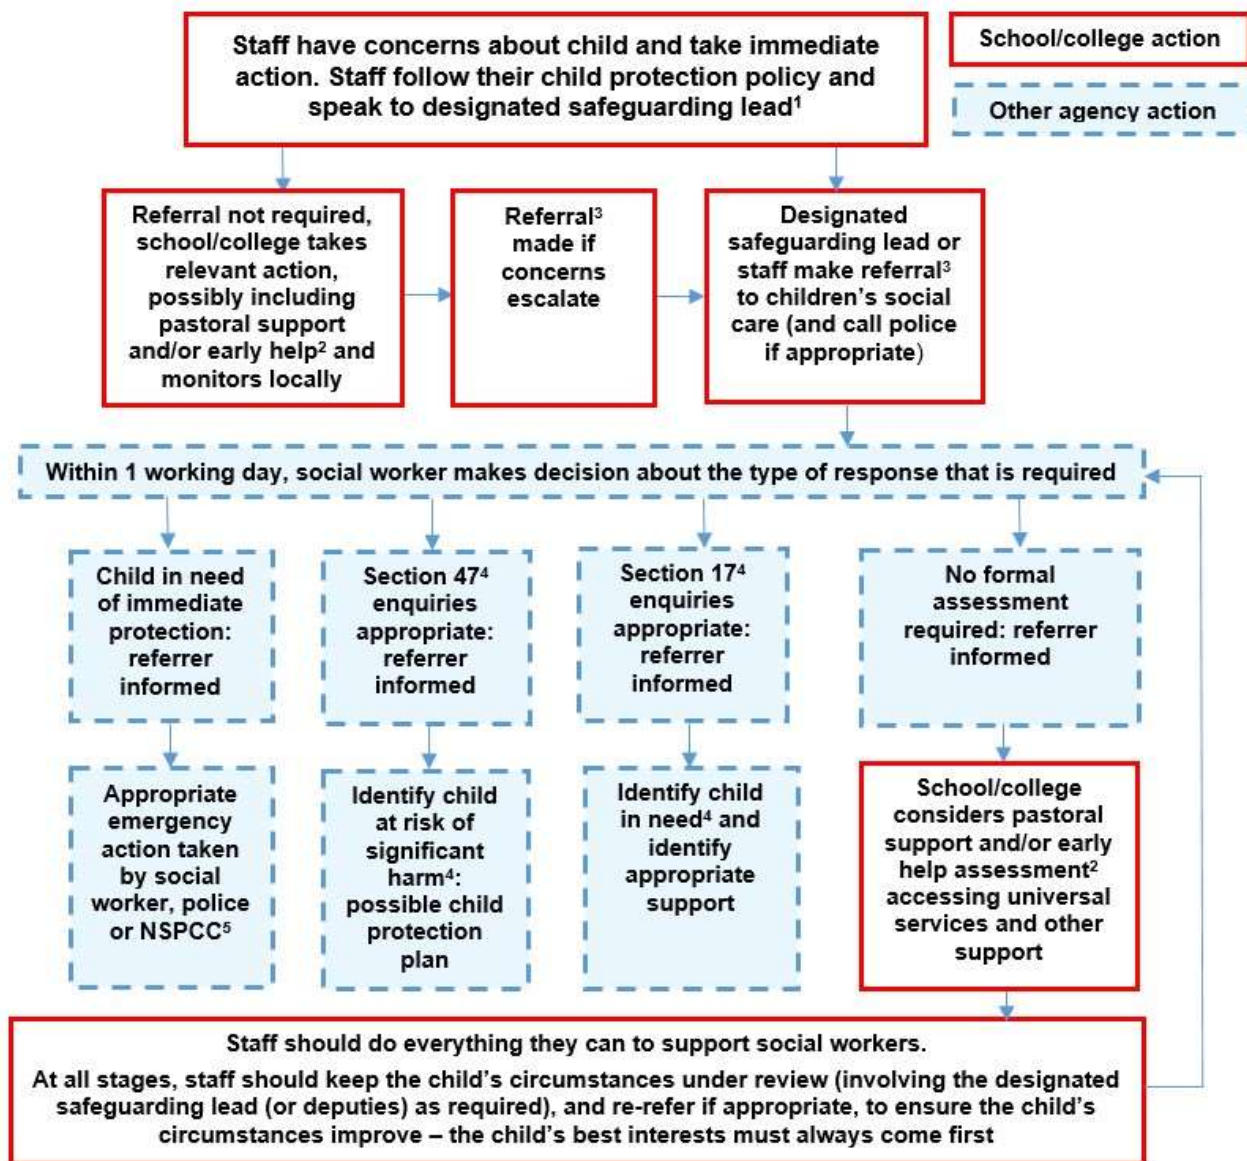 Staff have concerns about child and take immediate
action. Staff follow their child protection policy and
speak to designated safeguarding lead¹
School/college action
Other agency action
Referral not required,
school/college takes
relevant action,
possibly including
pastoral support
and/or early help² and
monitors locally
Referral³
made if
concerns
escalate
Designated
safeguarding lead or
staff make referral³
to children’s social
care (and call police
if appropriate)
Within 1 working day, social worker makes decision about the type of response that is required
Child in need
of immediate
protection:
referrer
informed
Section 47⁴
enquiries
appropriate:
referrer
informed
Section 17⁴
enquiries
appropriate:
referrer
informed
No formal
assessment
required: referrer
informed
Appropriate
emergency
action taken
by social
worker, police
or NSPCC⁵
Identify child
at risk of
significant
harm⁴:
possible child
protection
plan
Identify child
in need⁴ and
identify
appropriate
support
School/college
considers pastoral
support and/or early
help assessment²
accessing universal
services and other
support
Staff should do everything they can to support social workers.
At all stages, staff should keep the child’s circumstances under review (involving the designated
safeguarding lead (or deputies) as required), and re-refer if appropriate, to ensure the child’s
circumstances improve – the child’s best interests must always come first